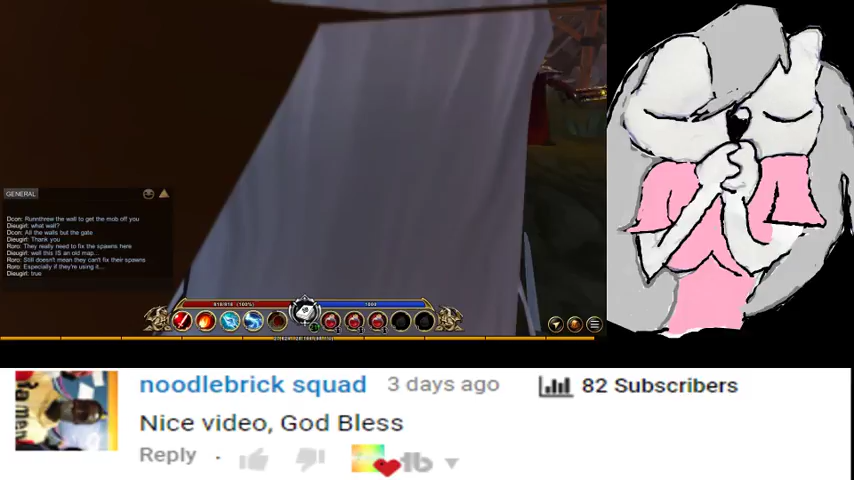 GENERAL
Dcon: Runnthrew the wall to get the mob off you
Dieugirl: what wall?
Dcon: All the walls but the gate
Dieugirl: Thank you
Roro: They really need to fix the spawns here
Dieugirl: well this IS an old map...
Roro: Still doesn't mean they can't fix their spawns
Roro: Especially if they're using it...
Dieugirl: true
918/918 (100%)
noodlebrick squad 3 days ago 82 Subscribers
Nice video, God Bless
Reply